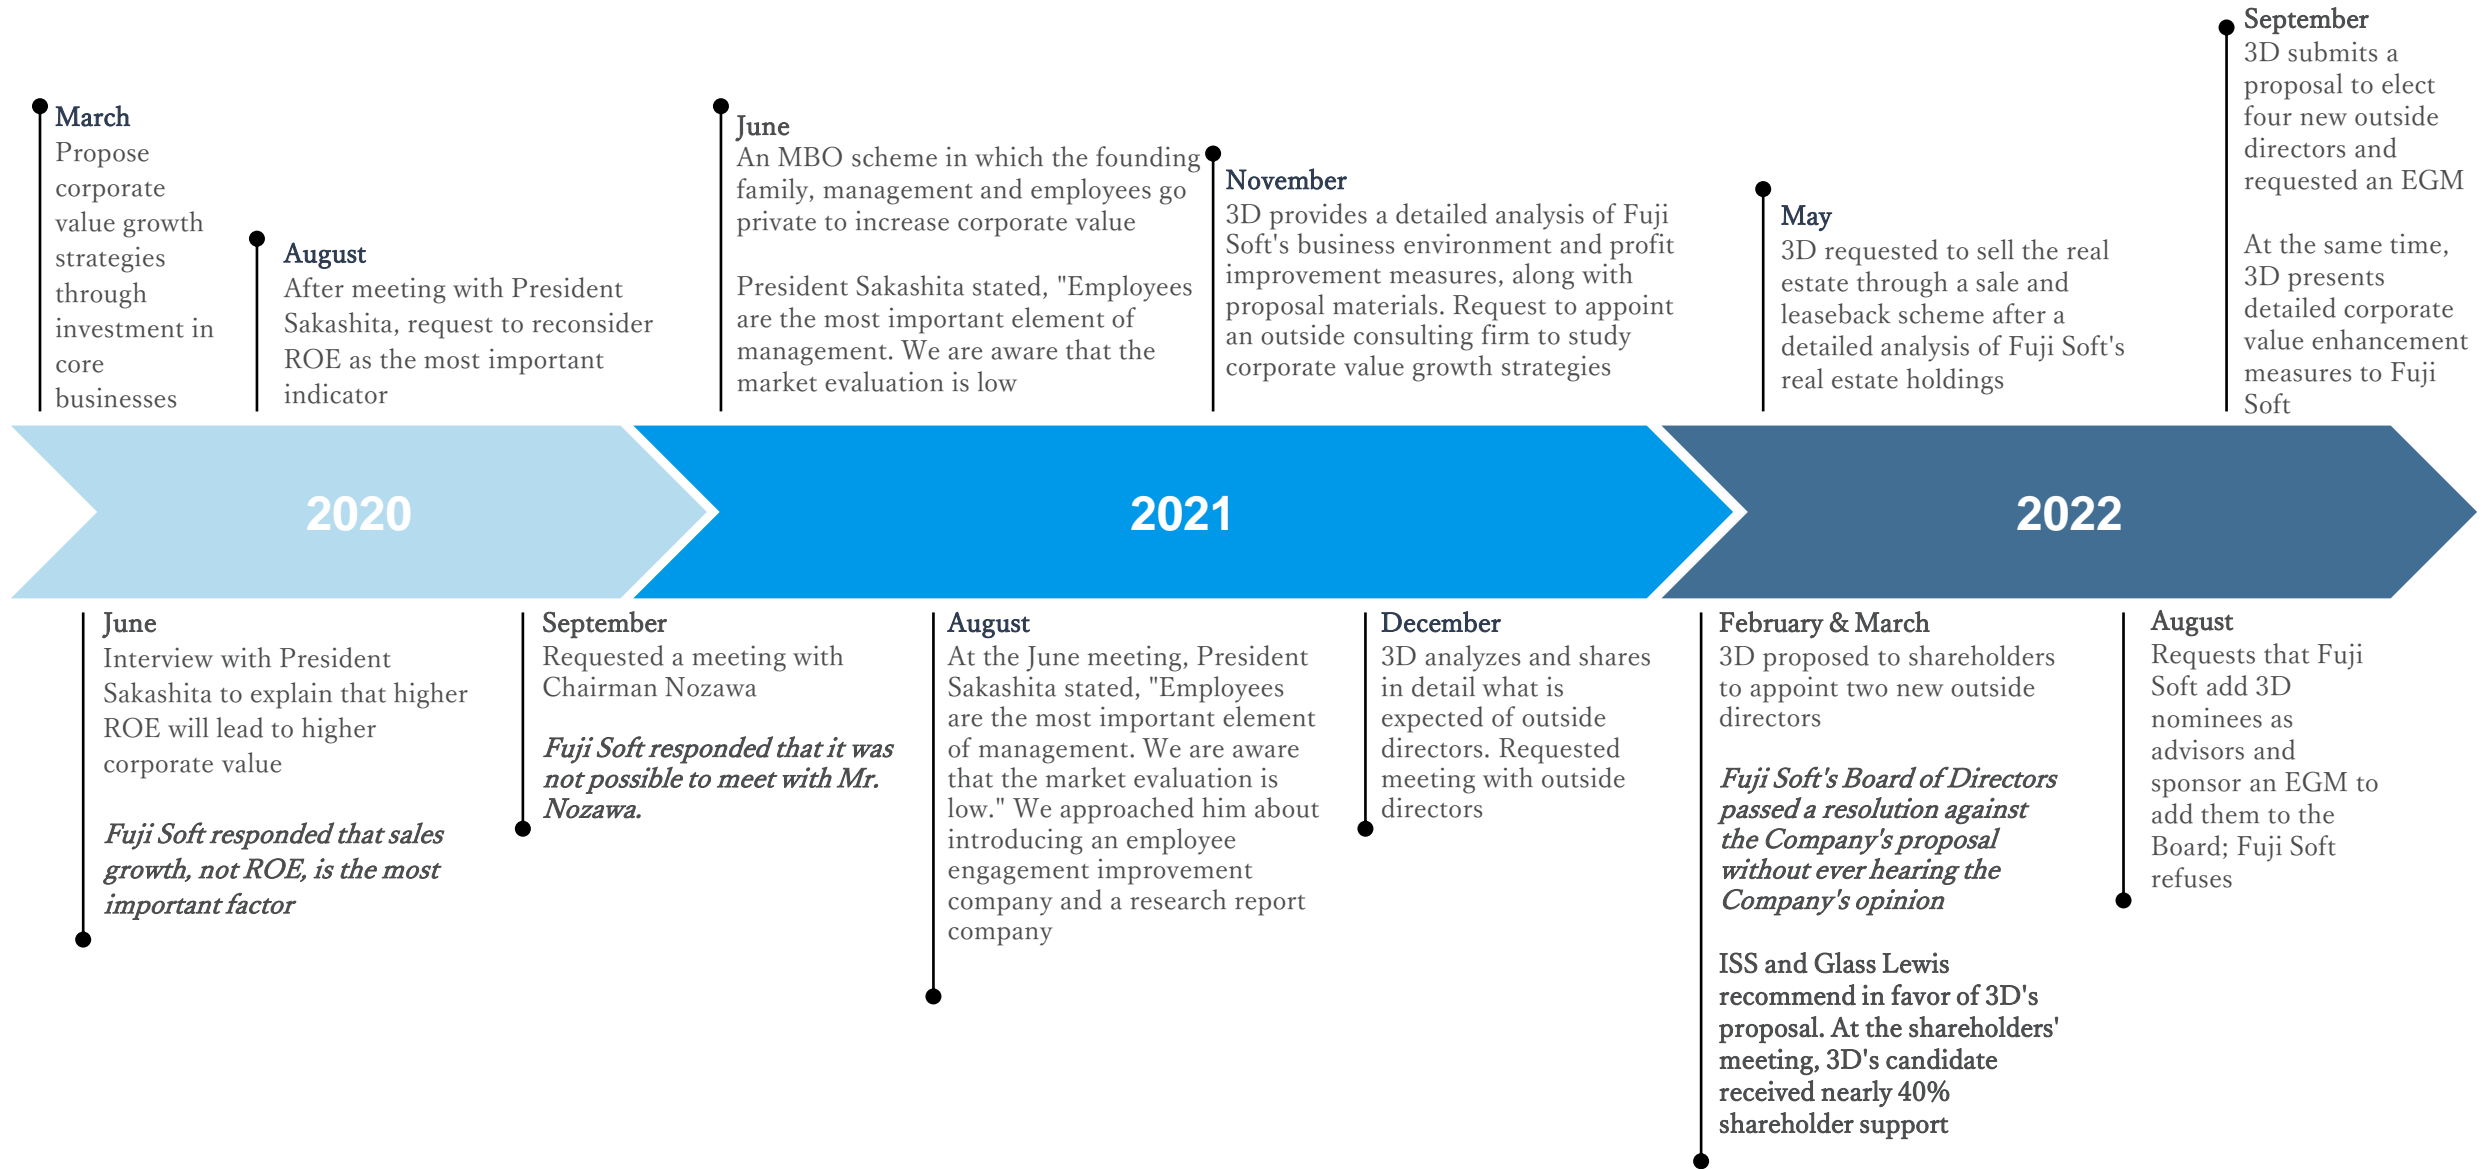 March
Propose
corporate
value growth
strategies
through
investment in
core
businesses
August
After meeting with President
Sakashita, request to reconsider
ROE as the most important
indicator
June
An MBO scheme in which the founding
family, management and employees go
private to increase corporate value
President Sakashita stated, "Employees
are the most important element of
management. We are aware that the
market evaluation is low
November
3D provides a detailed analysis of Fuji
Soft's business environment and profit
improvement measures, along with
proposal materials. Request to appoint
an outside consulting firm to study
corporate value growth strategies
May
3D requested to sell the real
estate through a sale and
leaseback scheme after a
detailed analysis of Fuji Soft's
real estate holdings
September
3D submits a
proposal to elect
four new outside
directors and
requested an EGM
At the same time,
3D presents
detailed corporate
value enhancement
measures to Fuji
Soft
2020
2021
2022
June
Interview with President
Sakashita to explain that higher
ROE will lead to higher
corporate value
Fuji Soft responded that sales
growth, not ROE, is the most
important factor
September
Requested a meeting with
Chairman Nozawa
Fuji Soft responded that it was
not possible to meet with Mr.
Nozawa.
August
At the June meeting, President
Sakashita stated, "Employees
are the most important element
of management. We are aware
that the market evaluation is
low." We approached him about
introducing an employee
engagement improvement
company and a research report
company
December
3D analyzes and shares
in detail what is
expected of outside
directors. Requested
meeting with outside
directors
February & March
3D proposed to shareholders
to appoint two new outside
directors
Fuji Soft's Board of Directors
passed a resolution against
the Company's proposal
without ever hearing the
Company's opinion
ISS and Glass Lewis
recommend in favor of 3D's
proposal. At the shareholders'
meeting, 3D's candidate
received nearly 40%
shareholder support
August
Requests that Fuji
Soft add 3D
nominees as
advisors and
sponsor an EGM to
add them to the
Board; Fuji Soft
refuses